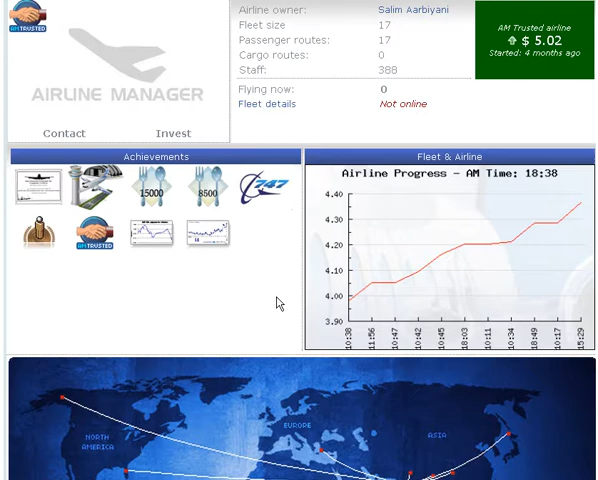 AM TRUSTED
AIRLINE MANAGER
Contact Invest
Airline owner: Salim Aarbiyani
Fleet size 17
Passenger routes: 17
Cargo routes: 0
Staff: 388
Flying now: 0
Fleet details Not online
AM Trusted airline
$ 5.02
Started: 4 months ago
Achievements
15000
8500
747
AM TRUSTED
Fleet & Airline
Airline Progress - AM Time: 18:38
4.40
4.30
4.20
4.10
4.00
3.90
10:38
11:56
10:47
10:42
10:45
18:03
10:11
10:34
18:49
10:17
15:29
NORTH
AMERICA
EUROPE
ASIA